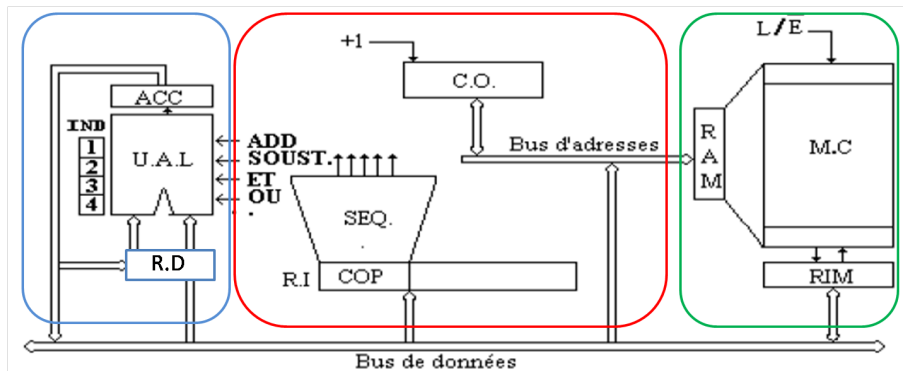 L/E
+1
C.O.
ACC
IND
1
2
3
4
U.A.L
ADD
SOUST.
ET
OU
.
Bus d'adresses
R
A
M
M.C
SEQ.
.
R.D
R.I
COP
RIM
Bus de données